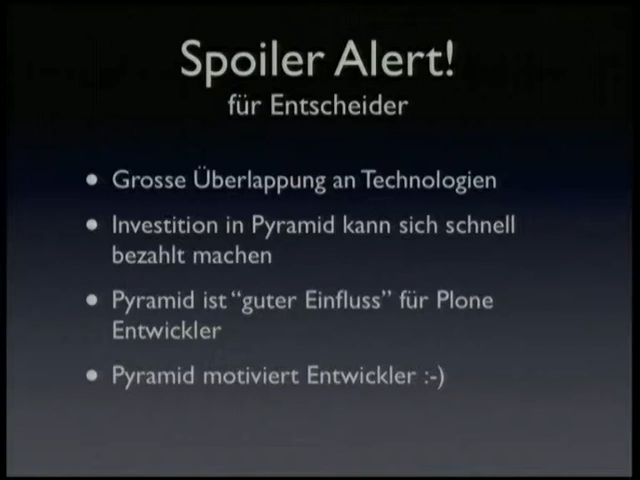 Spoiler Alert!
für Entscheider
• Grosse Überlappung an Technologien
• Investition in Pyramid kann sich schnell
bezahlt machen
• Pyramid ist “guter Einfluss” für Plone
Entwickler
• Pyramid motiviert Entwickler :-)